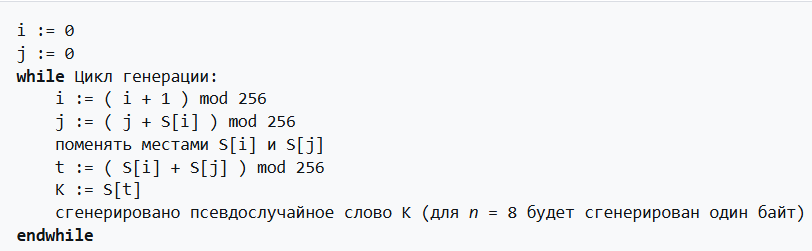 i := 0
j := 0
while Цикл генерации:
    i := ( i + 1 ) mod 256
    j := ( j + S[i] ) mod 256
    поменять местами S[i] и S[j]
    t := ( S[i] + S[j] ) mod 256
    K := S[t]
    сгенерировано псевдослучайное слово K (для n = 8 будет сгенерирован один байт)
endwhile